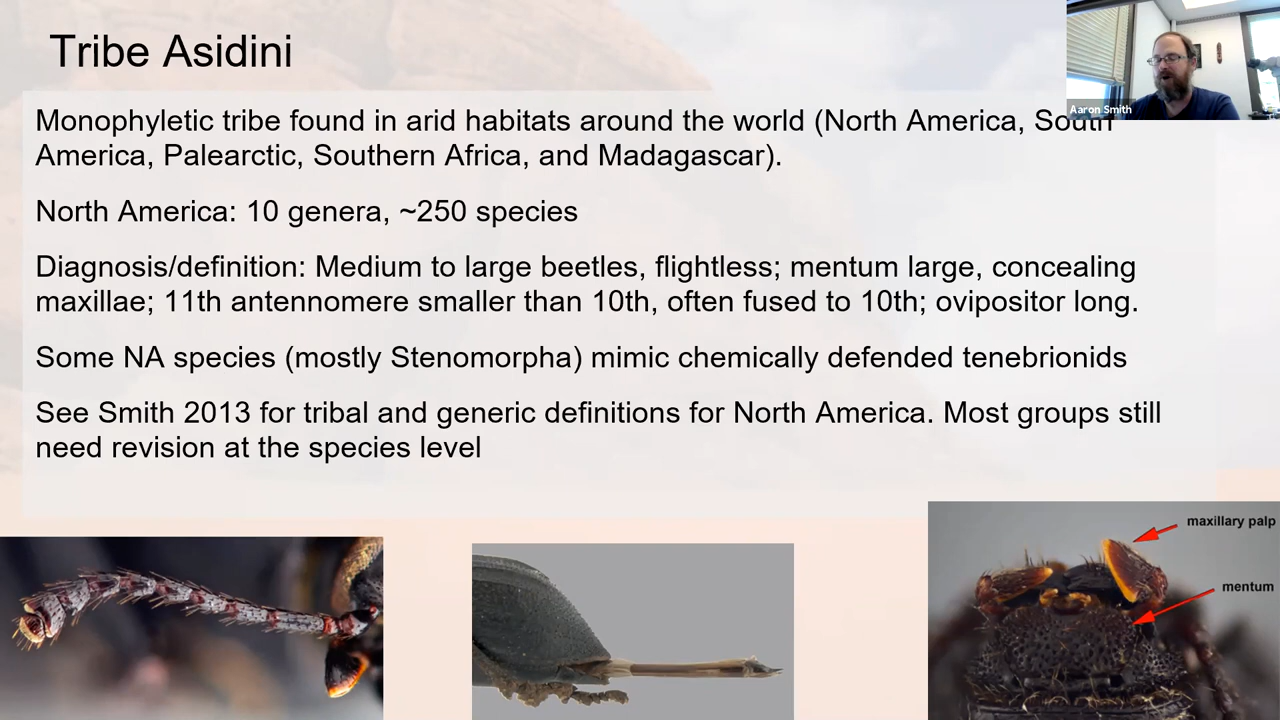 Tribe Asidini
Aaron Smith
Monophyletic tribe found in arid habitats around the world (North America, South
America, Palearctic, Southern Africa, and Madagascar).
North America: 10 genera, ~250 species
Diagnosis/definition: Medium to large beetles, flightless; mentum large, concealing
maxillae; 11th antennomere smaller than 10th, often fused to 10th; ovipositor long.
Some NA species (mostly Stenomorpha) mimic chemically defended tenebrionids
See Smith 2013 for tribal and generic definitions for North America. Most groups still
need revision at the species level
maxillary palp
mentum